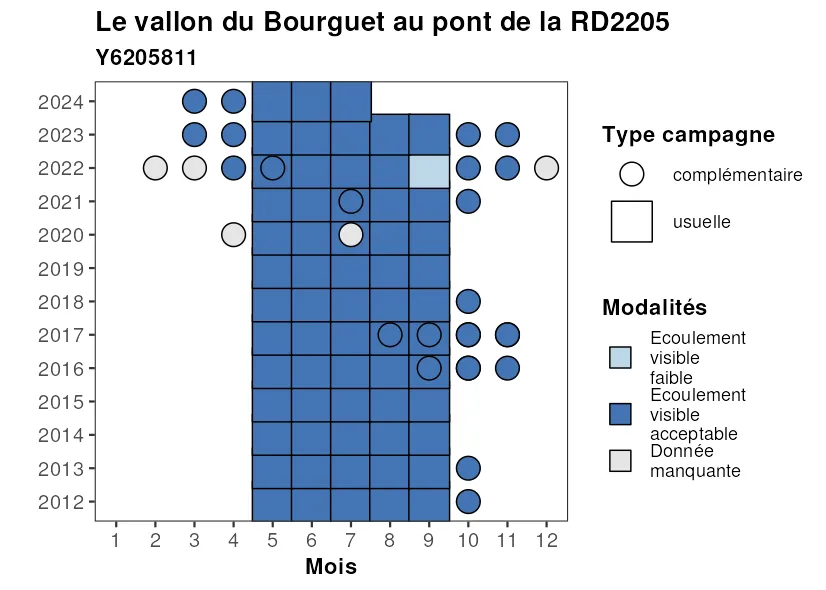 Le vallon du Bourguet au pont de la RD2205
Y6205811
2024
2023
2022
2021
2020
2019
2018
2017
2016
2015
2014
2013
2012
1 2 3 4 5 6 7 8 9 10 11 12
Mois
Type campagne
complémentaire
usuelle
Modalités
Ecoulement
visible
faible
Ecoulement
visible
acceptable
Donnée
manquante